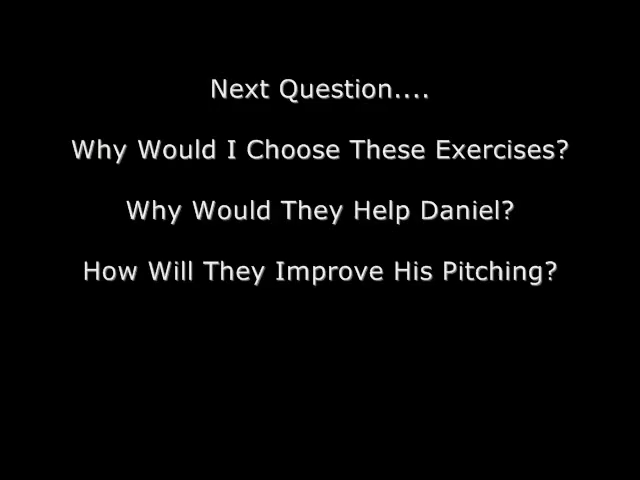 Next Question....
Why Would I Choose These Exercises?
Why Would They Help Daniel?
How Will They Improve His Pitching?